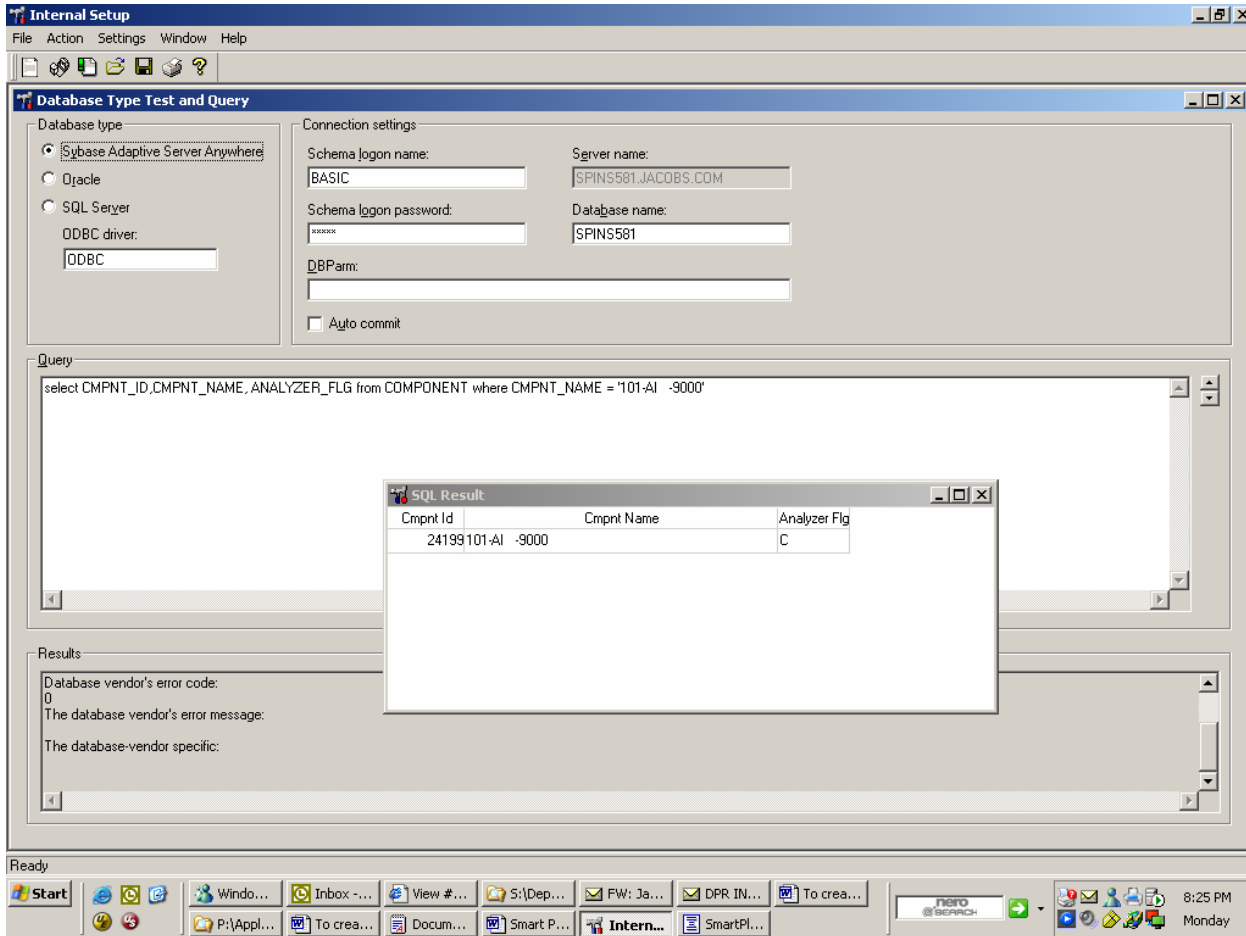 Internal Setup
File Action Settings Window Help
Database Type Test and Query
Database type
Sybase Adaptive Server Anywhere
Oracle
SQL Server
ODBC driver:
ODBC
Connection settings
Schema logon name:
BASIC
Server name:
SPINS581.JACOBS.COM
Schema logon password:
*****
Database name:
SPINS581
DBParm:
Auto commit
Query
select CMPNT_ID,CMPNT_NAME, ANALYZER_FLG from COMPONENT where CMPNT_NAME = '101-AI   -9000'
SQL Result
Cmpnt Id Cmpnt Name Analyzer Flg
24199 101-AI   -9000 C
Results
Database vendor's error code:
0
The database vendor's error message:
The database-vendor specific:
Ready
Start
Windo... Inbox -... View #... S:\Dep... FW: Ja... DPR IN... To crea...
P:\Appl... To crea... Docum... Smart P... Intern... SmartPl...
nero
SEARCH
8:25 PM
Monday